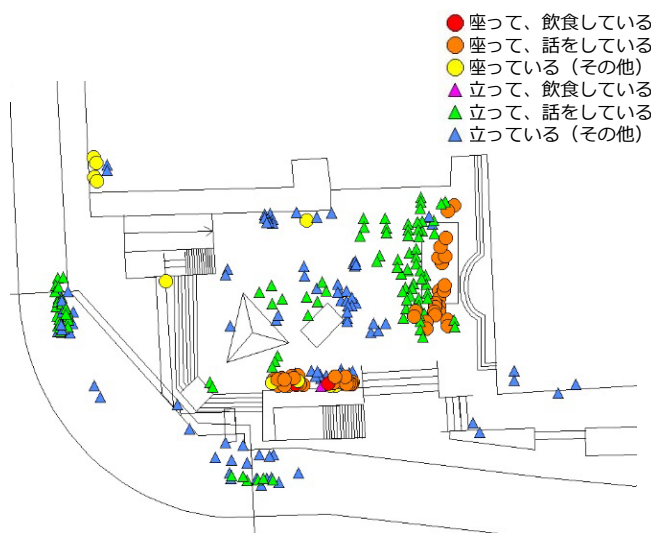 座って、飲食している
座って、話をしている
座っている（その他）
立って、飲食している
立って、話をしている
立っている（その他）